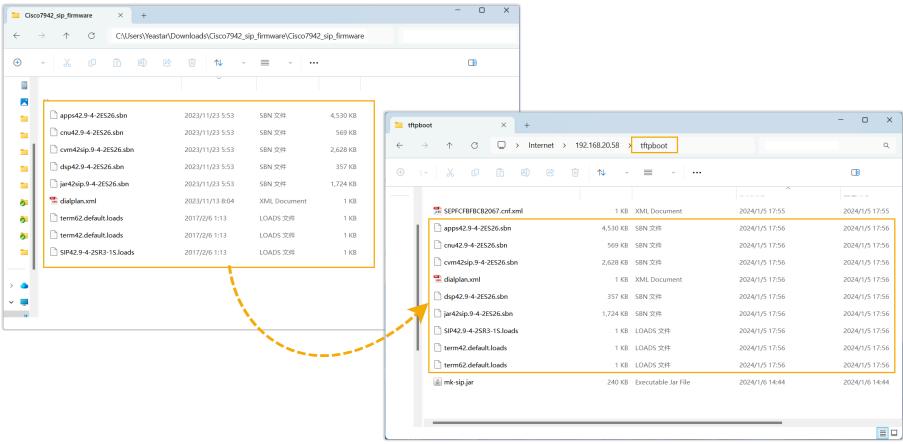 Cisco7942_sip_firmware
C:\Users\Yeastar\Downloads\Cisco7942_sip_firmware\Cisco7942_sip_firmware
apps42.9-4-2ES26.sbn 2023/11/23 5:53 SBN 文件 4,530 KB
cnu42.9-4-2ES26.sbn 2023/11/23 5:53 SBN 文件 569 KB
cvm42sip.9-4-2ES26.sbn 2023/11/23 5:53 SBN 文件 2,628 KB
dsp42.9-4-2ES26.sbn 2023/11/23 5:53 SBN 文件 357 KB
jar42sip.9-4-2ES26.sbn 2023/11/23 5:53 SBN 文件 1,724 KB
dialplan.xml 2023/11/13 8:04 XML Document 1 KB
term62.default.loads 2017/2/6 1:13 LOADS 文件 1 KB
term42.default.loads 2017/2/6 1:13 LOADS 文件 1 KB
SIP42.9-4-2SR3-1S.loads 2017/2/6 1:13 LOADS 文件 1 KB
tftpboot
Internet > 192.168.20.58 > tftpboot
SEPFCFBFBCB2067.cnf.xml 1 KB XML Document 2024/1/5 17:55 2024/1/5 17:55
apps42.9-4-2ES26.sbn 4,530 KB SBN 文件 2024/1/5 17:56 2024/1/5 17:56
cnu42.9-4-2ES26.sbn 569 KB SBN 文件 2024/1/5 17:56 2024/1/5 17:56
cvm42sip.9-4-2ES26.sbn 2,628 KB SBN 文件 2024/1/5 17:56 2024/1/5 17:56
dialplan.xml 1 KB XML Document 2024/1/5 17:56 2024/1/5 17:56
dsp42.9-4-2ES26.sbn 357 KB SBN 文件 2024/1/5 17:56 2024/1/5 17:56
jar42sip.9-4-2ES26.sbn 1,724 KB SBN 文件 2024/1/5 17:56 2024/1/5 17:56
SIP42.9-4-2SR3-1S.loads 1 KB LOADS 文件 2024/1/5 17:56 2024/1/5 17:56
term42.default.loads 1 KB LOADS 文件 2024/1/5 17:56 2024/1/5 17:56
term62.default.loads 1 KB LOADS 文件 2024/1/5 17:56 2024/1/5 17:56
mk-sip.jar 240 KB Executable Jar File 2024/1/6 14:44 2024/1/6 14:44